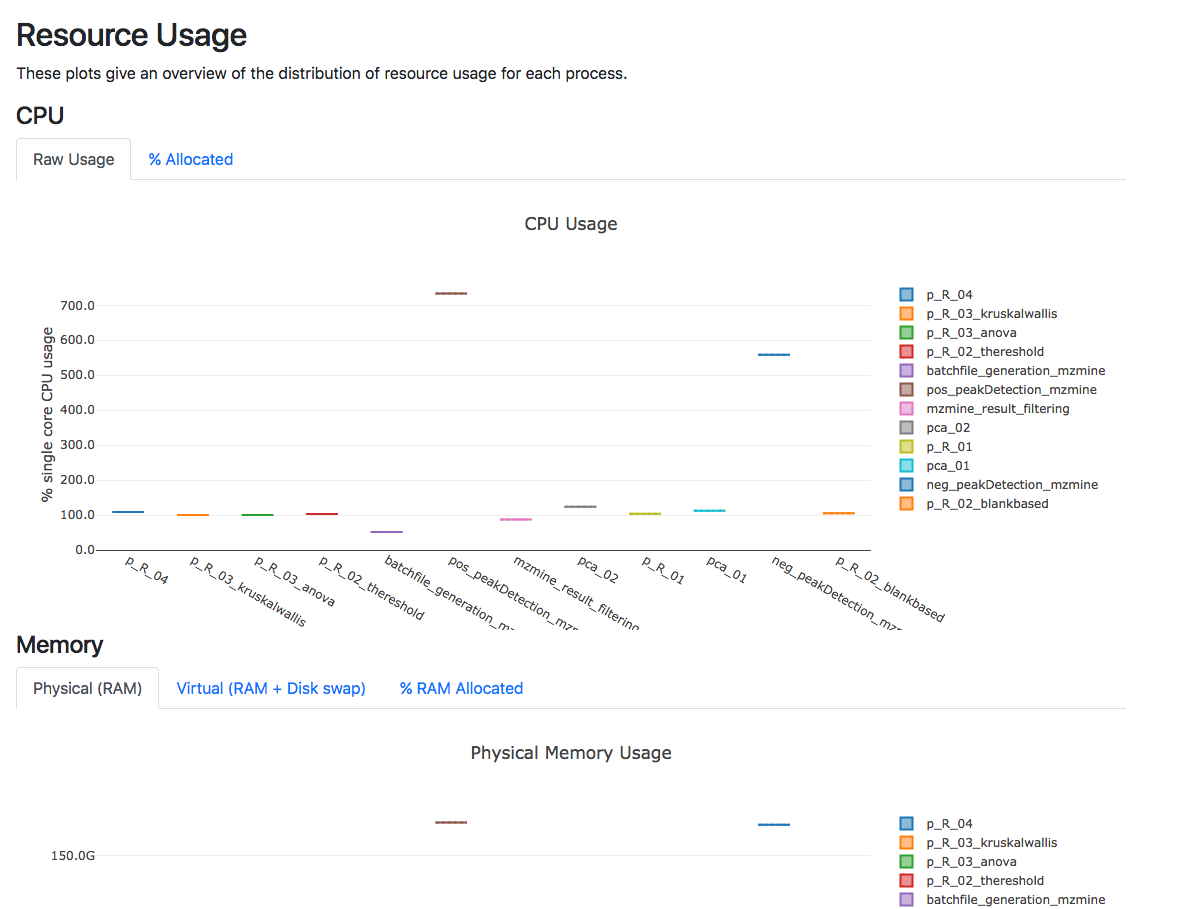 Resource Usage
These plots give an overview of the distribution of resource usage for each process.
CPU
Raw Usage % Allocated
CPU Usage
% single core CPU usage
700.0
600.0
500.0
400.0
300.0
200.0
100.0
0.0
p_R_04
p_R_03_kruskalwallis
p_R_03_anova
p_R_02_thereshold
batchfile_generation_mz
pos_peakDetection_mz
mzmine_result_filtering
pca_02
p_R_01
pca_01
neg_peakDetection_mz
p_R_02_blankbased
p_R_04
p_R_03_kruskalwallis
p_R_03_anova
p_R_02_thereshold
batchfile_generation_mzmine
pos_peakDetection_mzmine
mzmine_result_filtering
pca_02
p_R_01
pca_01
neg_peakDetection_mzmine
p_R_02_blankbased
Memory
Physical (RAM) Virtual (RAM + Disk swap) % RAM Allocated
Physical Memory Usage
150.0G
p_R_04
p_R_03_kruskalwallis
p_R_03_anova
p_R_02_thereshold
batchfile_generation_mzmine